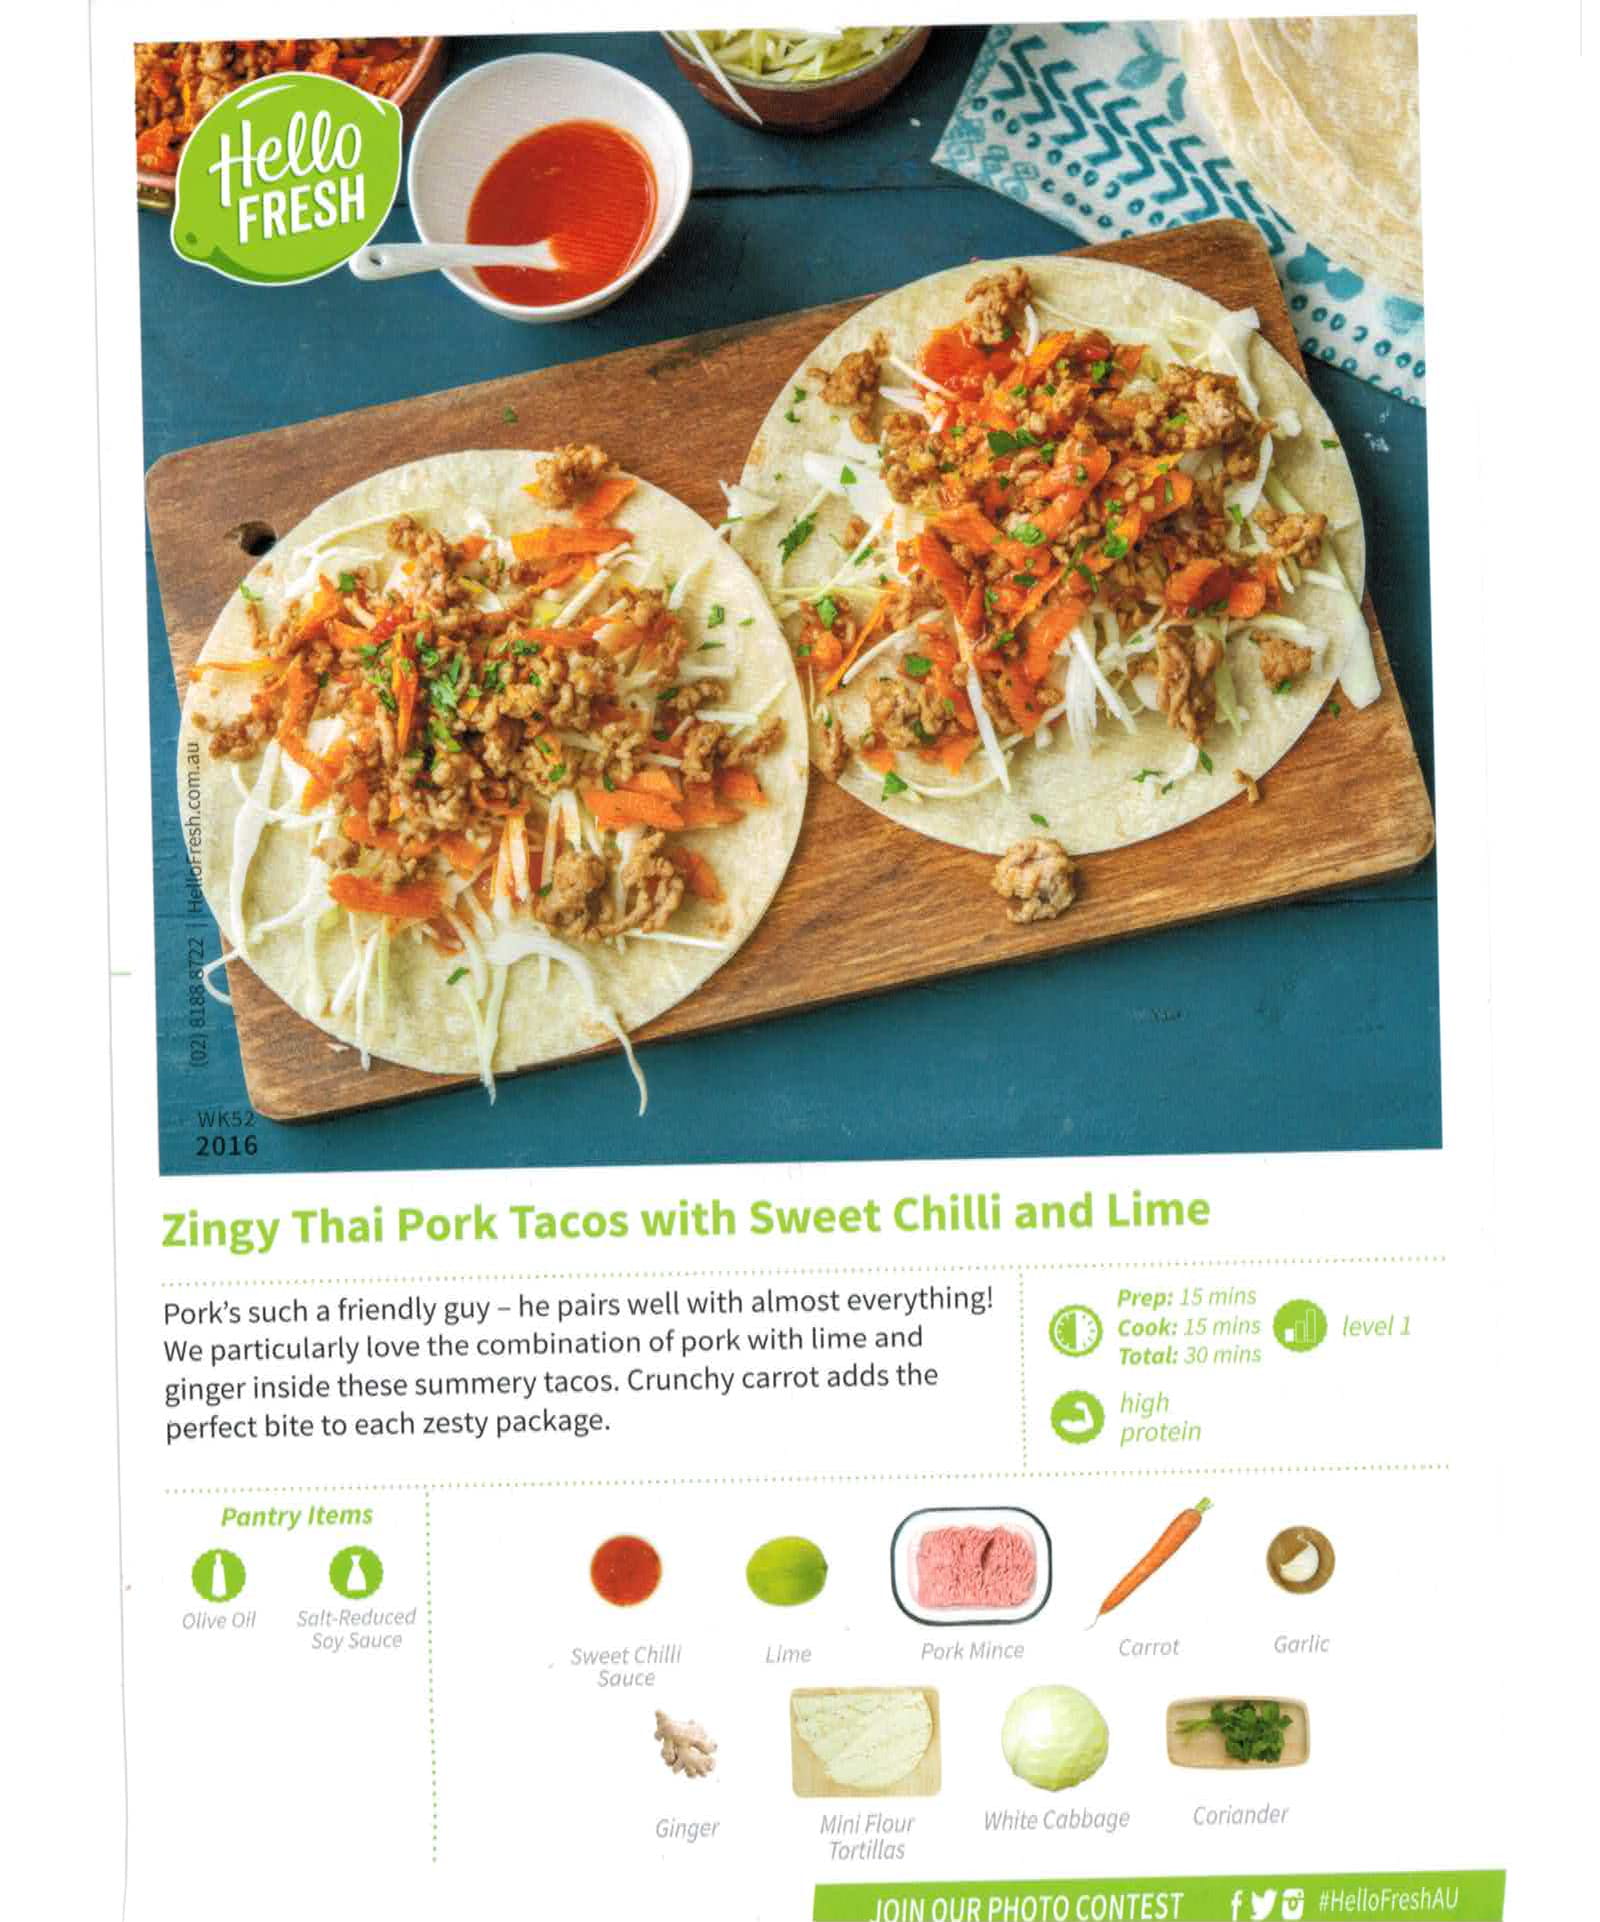 Hello
FRESH
(02) 8188 8722 | HelloFresh.com.au
WK52
2016
Zingy Thai Pork Tacos with Sweet Chilli and Lime
Pork's such a friendly guy – he pairs well with almost everything!
We particularly love the combination of pork with lime and
ginger inside these summery tacos. Crunchy carrot adds the
perfect bite to each zesty package.
Prep: 15 mins
Cook: 15 mins
Total: 30 mins
level 1
high
protein
Pantry Items
Olive Oil
Salt-Reduced
Soy Sauce
Sweet Chilli
Sauce
Lime
Pork Mince
Carrot
Garlic
Ginger
Mini Flour
Tortillas
White Cabbage
Coriander
JOIN OUR PHOTO CONTEST
#HelloFreshAU